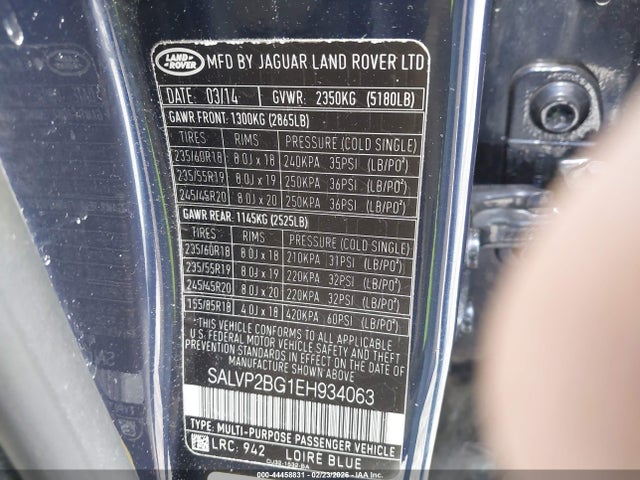 LAND ROVER MFD BY JAGUAR LAND ROVER LTD
DATE: 03/14 GVWR: 2350KG (5180LB)
GAWR FRONT: 1300KG (2865LB)
TIRES RIMS PRESSURE (COLD SINGLE)
235/60R18 8.0J x 18 240KPA 35PSI (LB/PO²)
235/55R19 8.0J x 19 250KPA 36PSI (LB/PO²)
245/45R20 8.0J x 20 250KPA 36PSI (LB/PO²)
GAWR REAR: 1145KG (2525LB)
TIRES RIMS PRESSURE (COLD SINGLE)
235/60R18 8.0J x 18 210KPA 31PSI (LB/PO²)
235/55R19 8.0J x 19 220KPA 32PSI (LB/PO²)
245/45R20 8.0J x 20 220KPA 32PSI (LB/PO²)
155/85R18 4.0J x 18 420KPA 60PSI (LB/PO²)
THIS VEHICLE CONFORMS TO ALL APPLICABLE
U.S. FEDERAL MOTOR VEHICLE SAFETY AND THEFT
PREVENTION STANDARDS IN EFFECT ON THE DATE
OF MANUFACTURE SHOWN ABOVE.
SALVP2BG1EH934063
TYPE: MULTI-PURPOSE PASSENGER VEHICLE
LRC: 942 LOIRE BLUE
© IAA - 44458831 - 02/23/2026 - VEHICLE INFORMATION